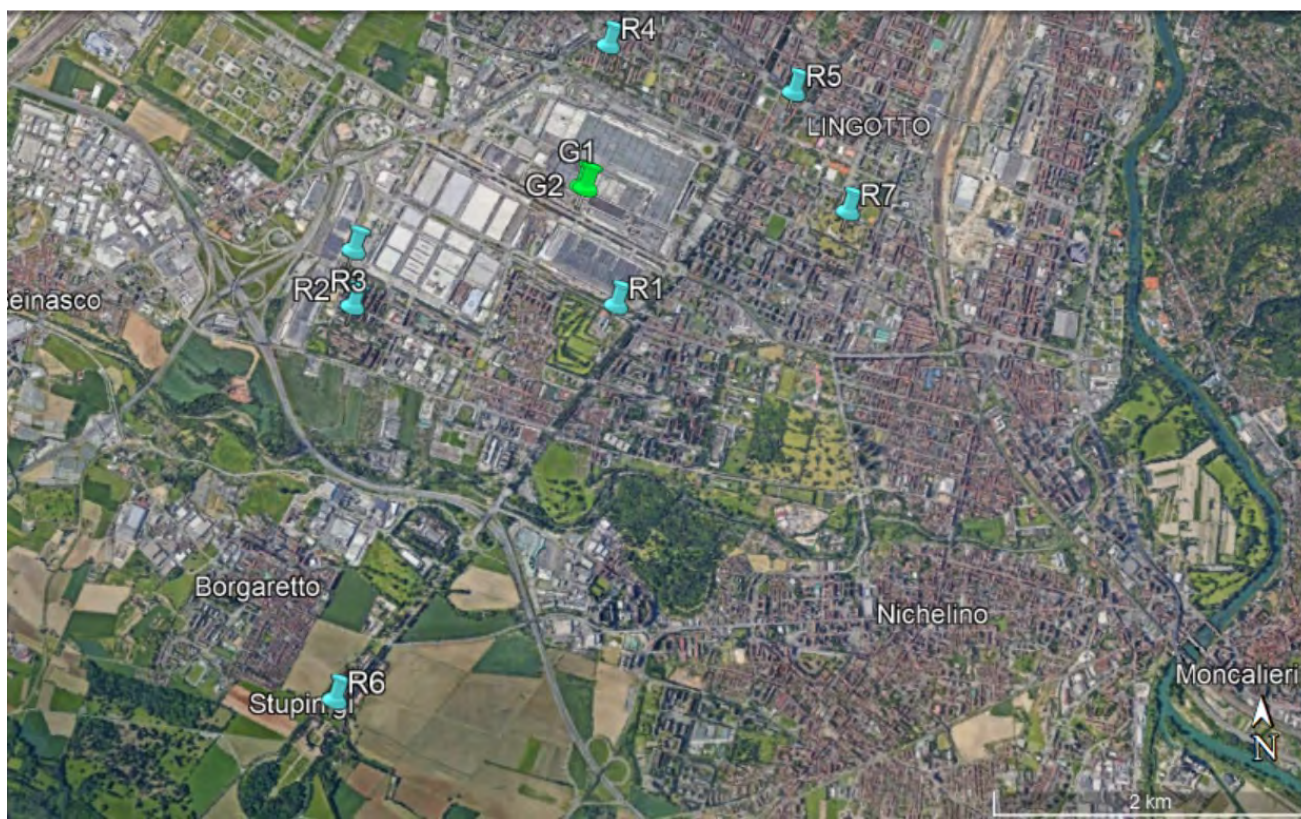 R4
R5
LINGOTTO
G1
G2
R7
R3
R2
R1
einasco
Borgaretto
Nichelino
Moncalieri
R6
Stupinigi
N
2 km